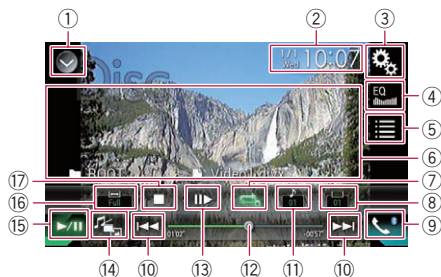 ① ② ③
1/1
Wed 10:07
Disc
EQ
④
⑤
⑥
ROOT
⑰ ⑦
Full
01
01
⑯ ⑧
01'02"
-00'57"
⑮ ⑨
⑭ ⑩ ⑬ ⑫ ⑪ ⑩